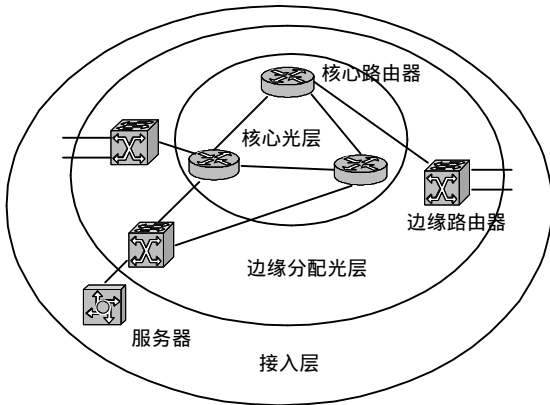 核心路由器
核心光层
边缘路由器
边缘分配光层
服务器
接入层